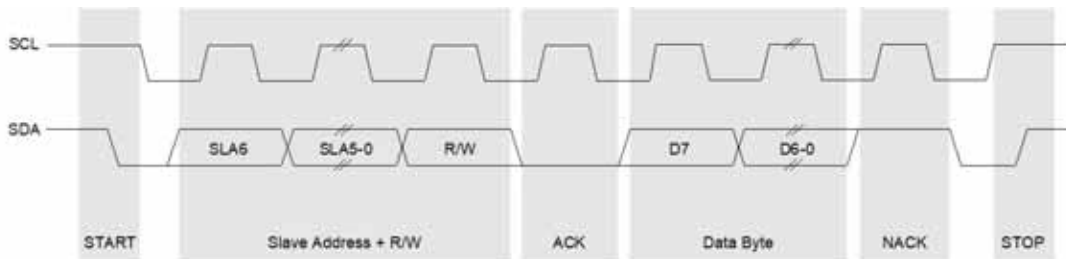 SCL
SDA
SLA6 SLA5-0 R/W D7 D6-0
START Slave Address + R/W ACK Data Byte NACK STOP